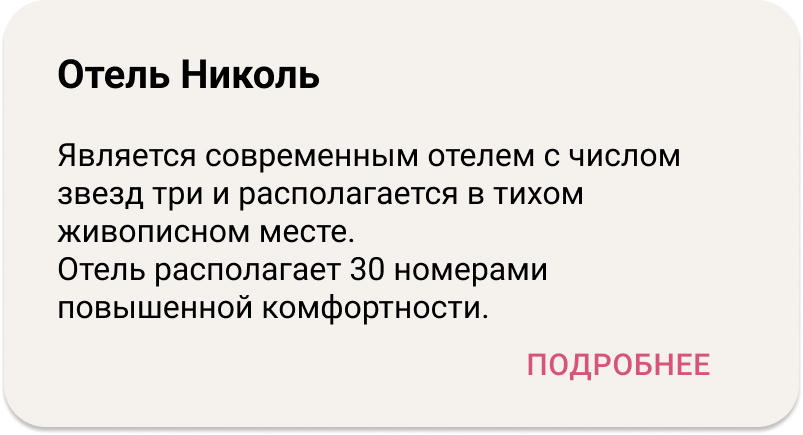 Отель Николь
Является современным отелем с числом
звезд три и располагается в тихом
живописном месте.
Отель располагает 30 номерами
повышенной комфортности.
ПОДРОБНЕЕ